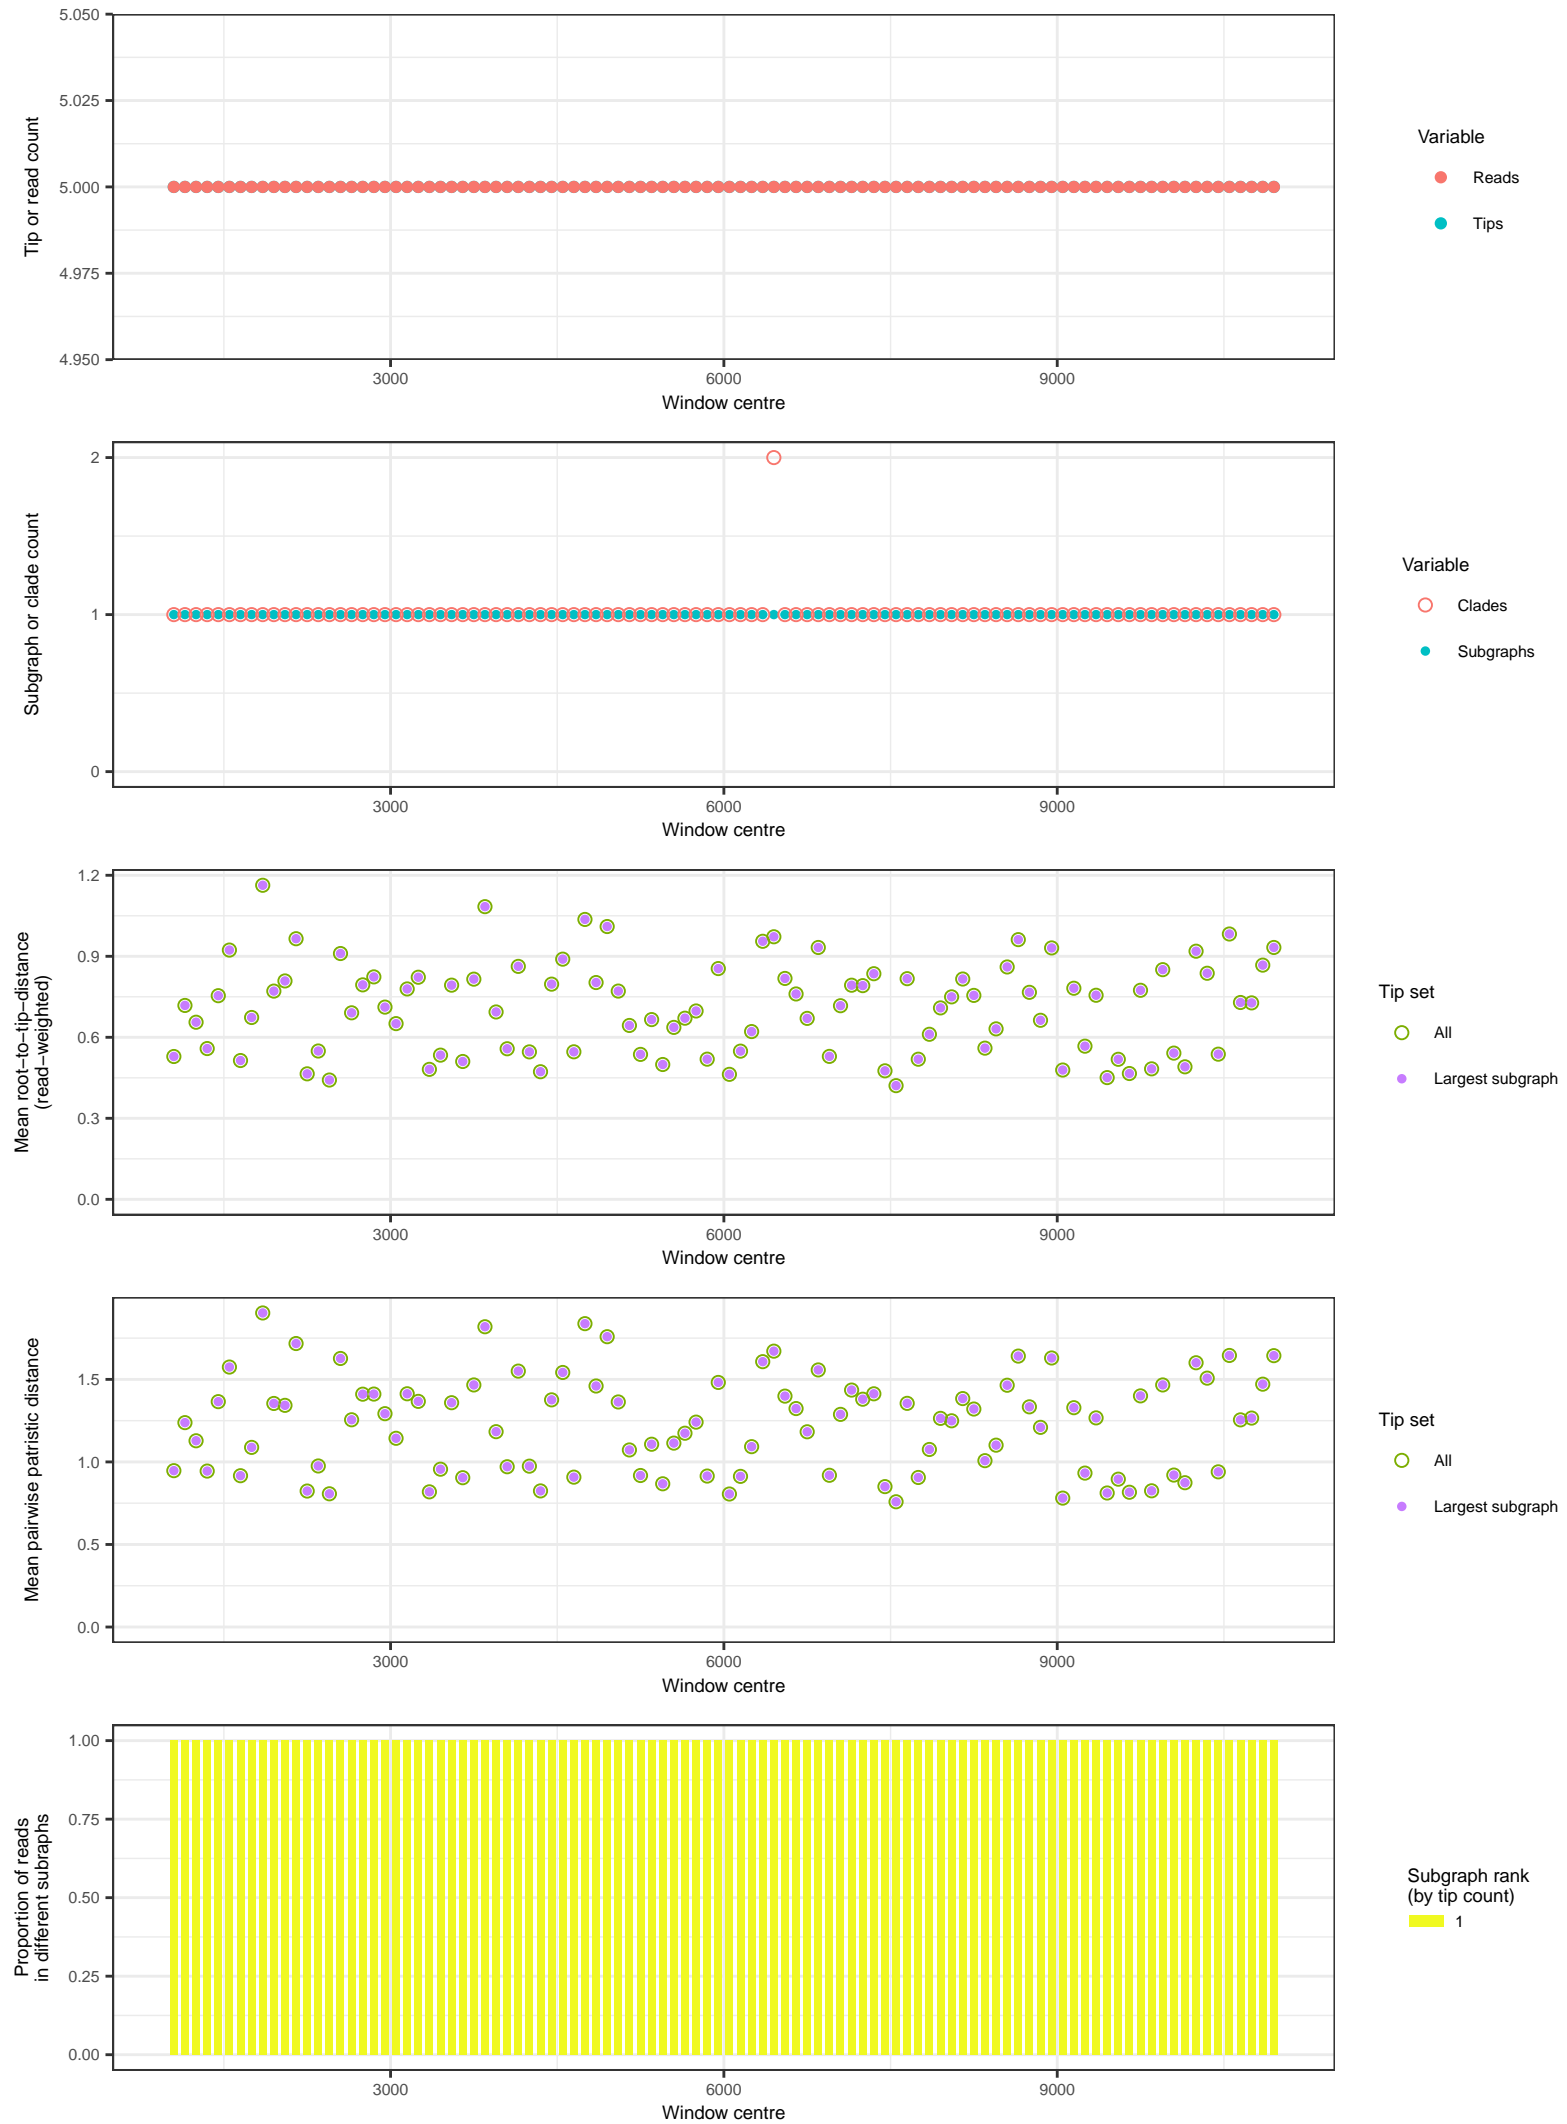 5.050
5.025
5.000
4.975
4.950
Tip or read count
3000
6000
9000
Window centre
Variable
Reads
Tips
2
1
0
Subgraph or clade count
3000
6000
9000
Window centre
Variable
Clades
Subgraphs
1.2
0.9
0.6
0.3
0.0
Mean root−to−tip−distance
(read−weighted)
3000
6000
9000
Window centre
Tip set
All
Largest subgraph
1.5
1.0
0.5
0.0
Mean pairwise patristic distance
3000
6000
9000
Window centre
Tip set
All
Largest subgraph
1.00
0.75
0.50
0.25
0.00
Proportion of reads
in different subraphs
3000
6000
9000
Window centre
Subgraph rank
(by tip count)
1